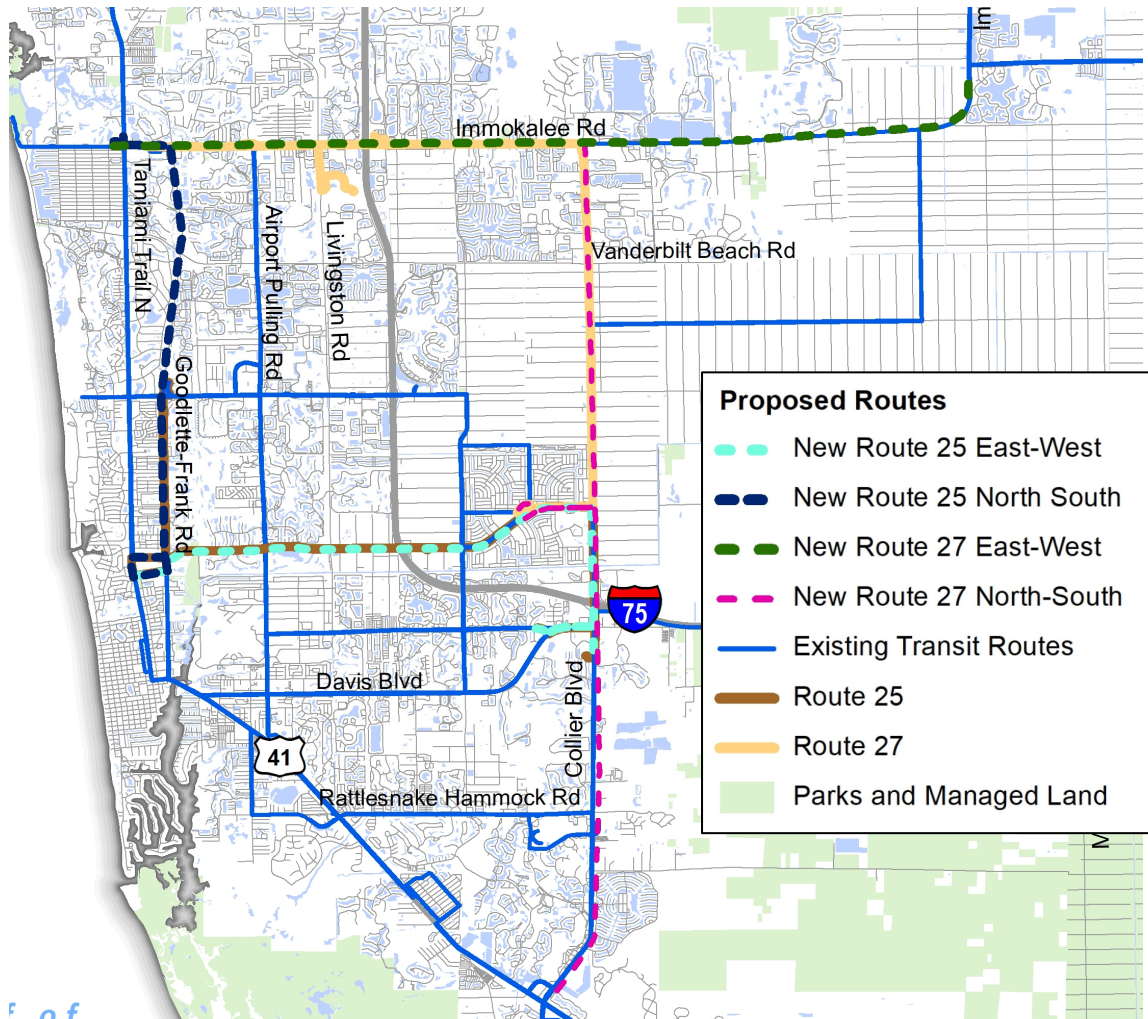 Im
Immokalee Rd
Tamiami Trail N
Airport Pulling Rd
Livingston Rd
Vanderbilt Beach Rd
Goodlette-Frank Rd
Proposed Routes
New Route 25 East-West
New Route 25 North South
New Route 27 East-West
New Route 27 North-South
Existing Transit Routes
Route 25
Route 27
Parks and Managed Land
75
Davis Blvd
Collier Blvd
41
Rattlesnake Hammock Rd
M
f of